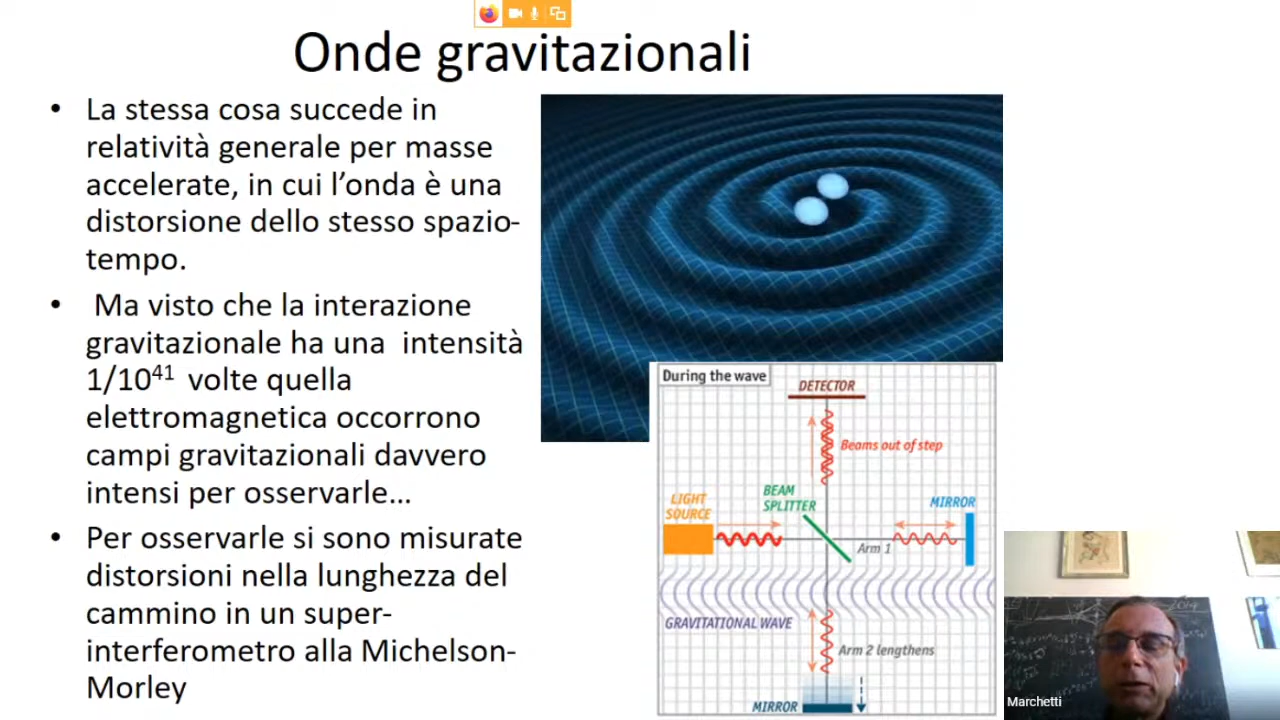 Onde gravitazionali
• La stessa cosa succede in
relatività generale per masse
accelerate, in cui l’onda è una
distorsione dello stesso spazio-
tempo.
• Ma visto che la interazione
gravitazionale ha una intensità
1/10⁴¹ volte quella
elettromagnetica occorrono
campi gravitazionali davvero
intensi per osservarle…
• Per osservarle si sono misurate
distorsioni nella lunghezza del
cammino in un super-
interferometro alla Michelson-
Morley
During the wave
DETECTOR
Beams out of step
LIGHT
SOURCE
BEAM
SPLITTER
MIRROR
Arm 1
GRAVITATIONAL WAVE
Arm 2 lengthens
MIRROR
Marchetti